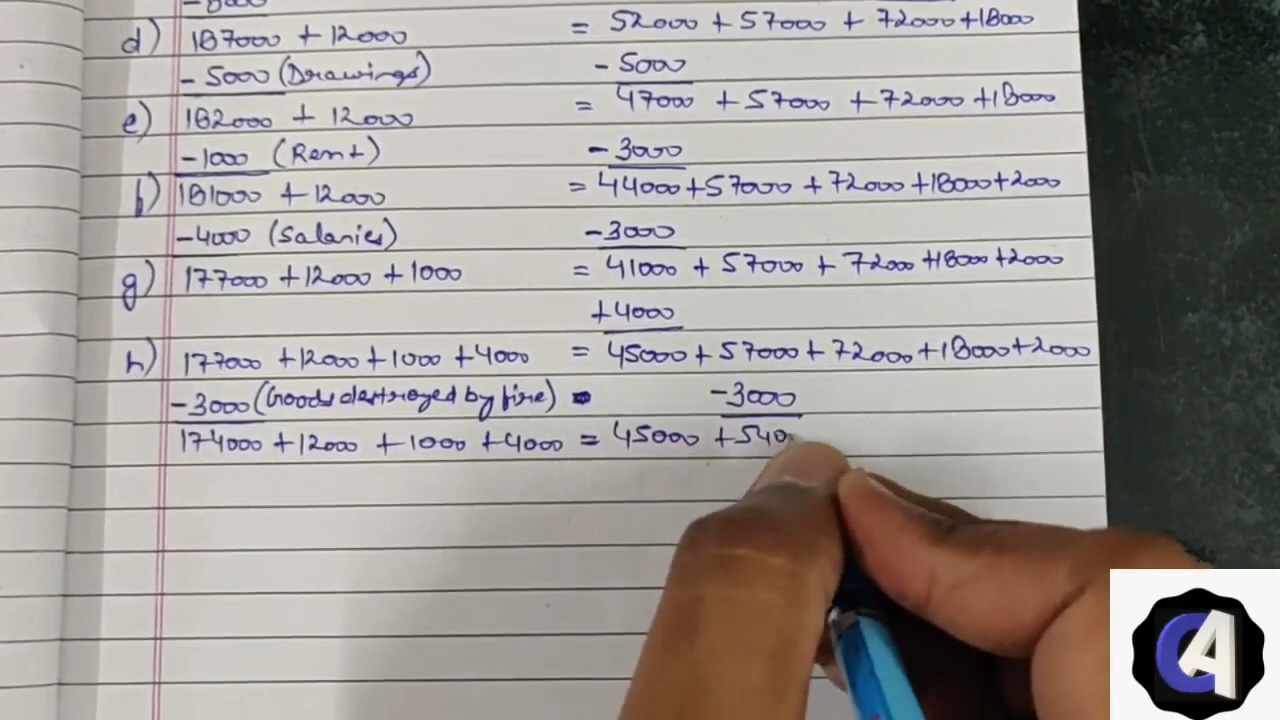 -8000
d) 187000 + 12000 = 52000 + 57000 + 72000 + 18000
- 5000 (Drawings) - 5000
e) 182000 + 12000 = 47000 + 57000 + 72000 + 18000
- 1000 (Rent) - 3000
f) 181000 + 12000 = 44000 + 57000 + 72000 + 18000 + 2000
- 4000 (Salaries) - 3000
g) 177000 + 12000 + 1000 = 41000 + 57000 + 72000 + 18000 + 2000
+ 4000
h) 177000 + 12000 + 1000 + 4000 = 45000 + 57000 + 72000 + 18000 + 2000
- 3000 (Goods destroyed by fire) - 3000
174000 + 12000 + 1000 + 4000 = 45000 + 540
CA